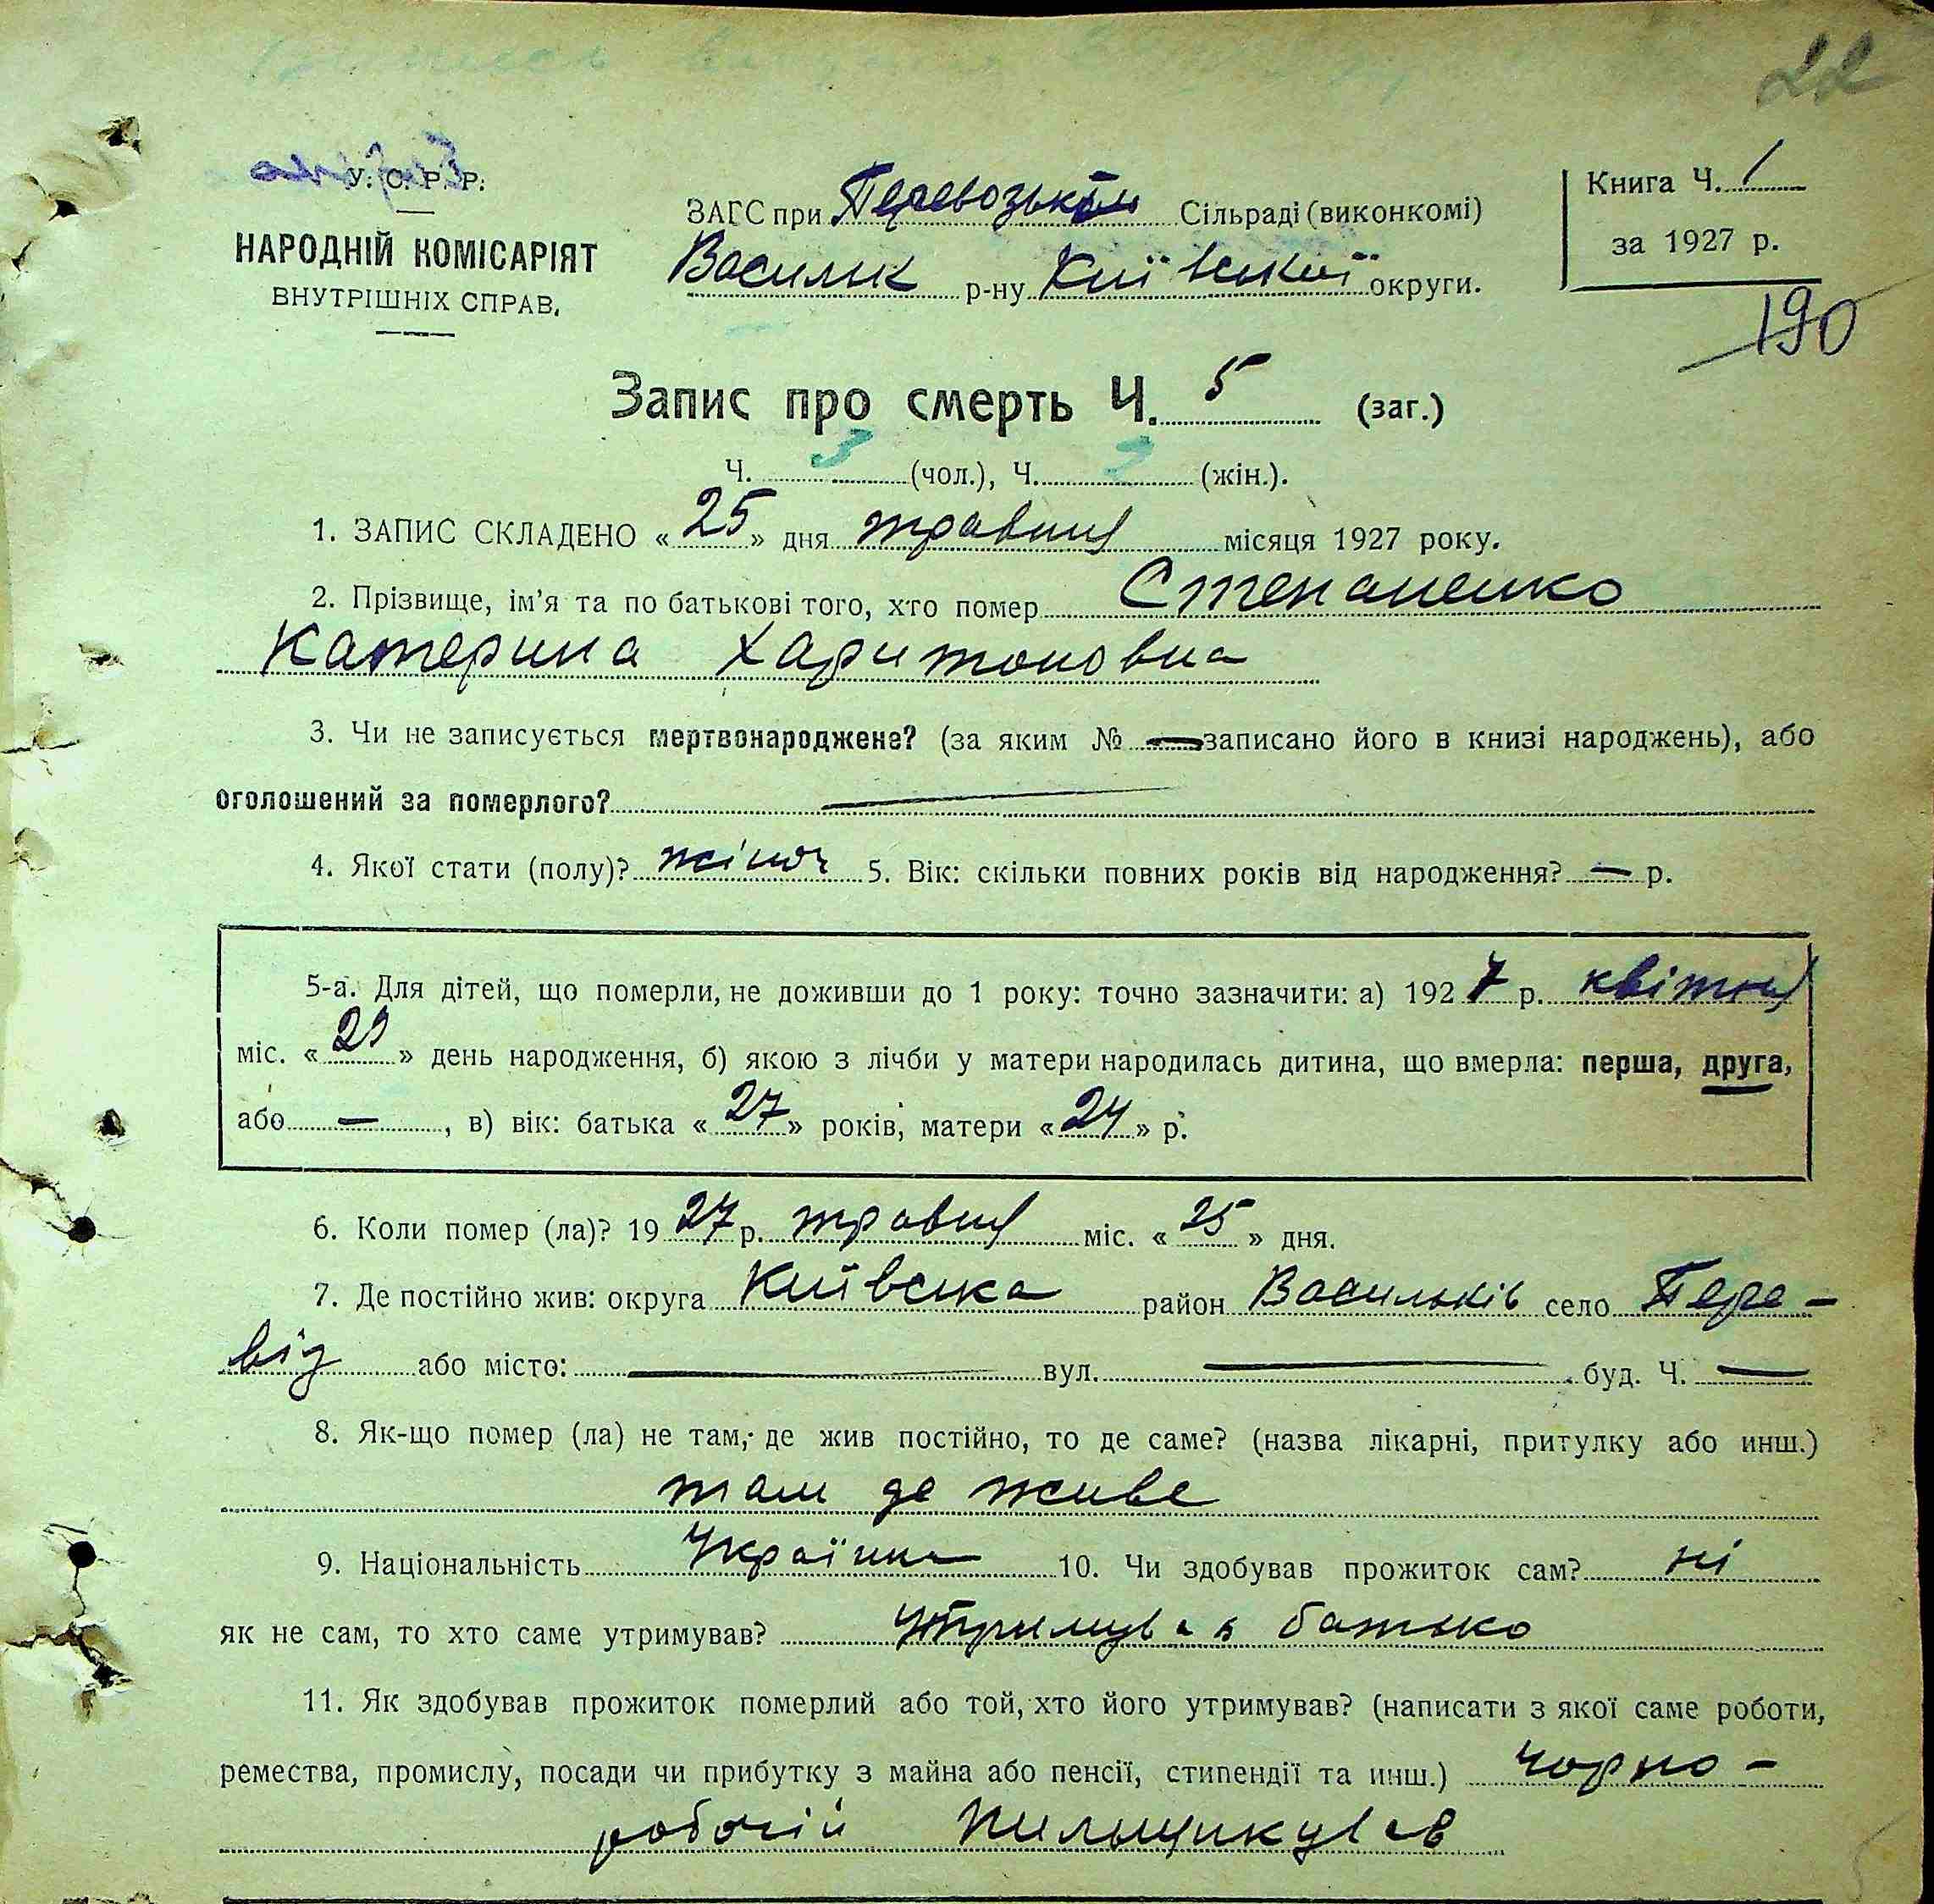 22
У. С. Р. Р.
НАРОДНІЙ КОМІСАРІЯТ
ВНУТРІШНІХ СПРАВ.
ЗАГС при Перевозській Сільраді (виконкомі)
Васильк р-ну Київської округи.
Книга Ч. 1
за 1927 р.
190
Запис про смерть Ч. 5 (заг.)
Ч. 3 (чол.), Ч. (жін.).
1. ЗАПИС СКЛАДЕНО «25» дня травня місяця 1927 року.
2. Прізвище, ім'я та по батькові того, хто помер Степаненко
Катерина Харитоновна
3. Чи не записується мертвонароджене? (за яким № — записано його в книзі народжень), або
оголошений за померлого? —
4. Якої стати (полу)? жіноч 5. Вік: скільки повних років від народження? — р.
5-а. Для дітей, що померли, не доживши до 1 року: точно зазначити: а) 1927 р. квітня
міс. «29» день народження, б) якою з лічби у матери народилась дитина, що вмерла: перша, друга,
або — , в) вік: батька «27» років, матери «24» р.
6. Коли помер (ла)? 1927 р. травня міс. «25» дня.
7. Де постійно жив: округа Київська район Васильків село Пере-
віз або місто: — вул. — буд. Ч. —
8. Як-що помер (ла) не там, де жив постійно, то де саме? (назва лікарні, притулку або инш.)
там де живе
9. Національність Українка 10. Чи здобував прожиток сам? ні
як не сам, то хто саме утримував? Утримував батько
11. Як здобував прожиток померлий або той, хто його утримував? (написати з якої саме роботи,
ремества, промислу, посади чи прибутку з майна або пенсії, стипендії та инш.) чорно-
робочій пильщикував